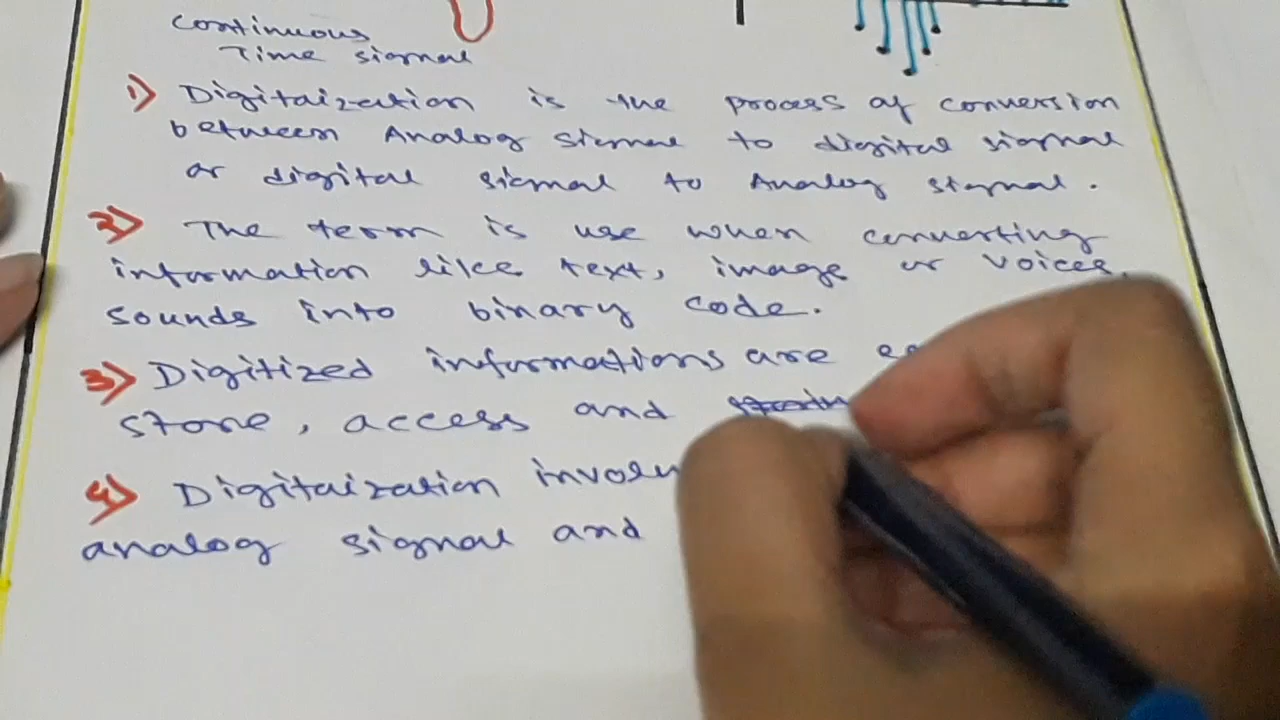 Continuous
Time signal
1) Digitaization is the process of conversion
between Analog signal to digital signal
or digital signal to Analog signal.
2) The term is use when converting
information like text, image or voices,
sounds into binary code.
3) Digitized informations are
store, access and
4) Digitaization
analog signal and